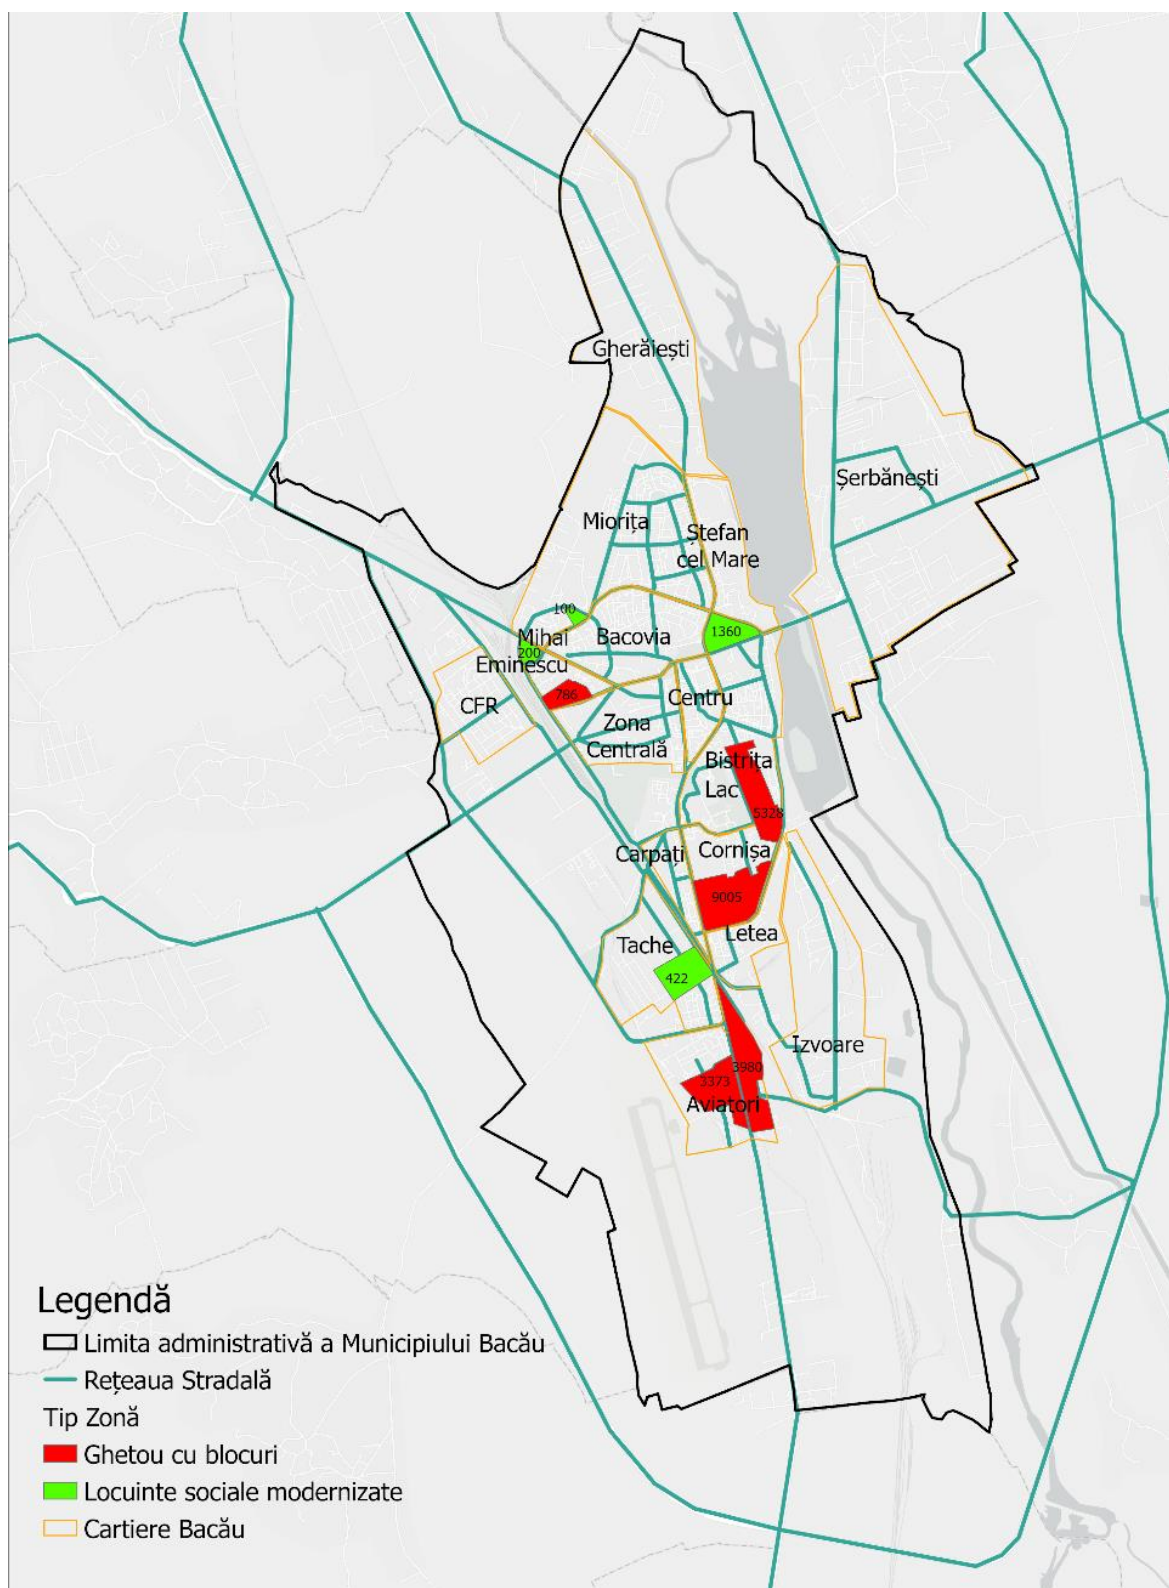 Gherăiești
Șerbănești
Miorița
Ștefan
cel Mare
100
Mihai
Bacovia
1360
200
Eminescu
786
CFR
Centru
Zona
Centrală
Bistrița
Lac
5328
Carpați
Cornișa
9005
Letea
Tache
422
Izvoare
3980
3373
Aviatori
Legendă
Limita administrativă a Municipiului Bacău
Rețeaua Stradală
Tip Zonă
Ghetou cu blocuri
Locuinte sociale modernizate
Cartiere Bacău